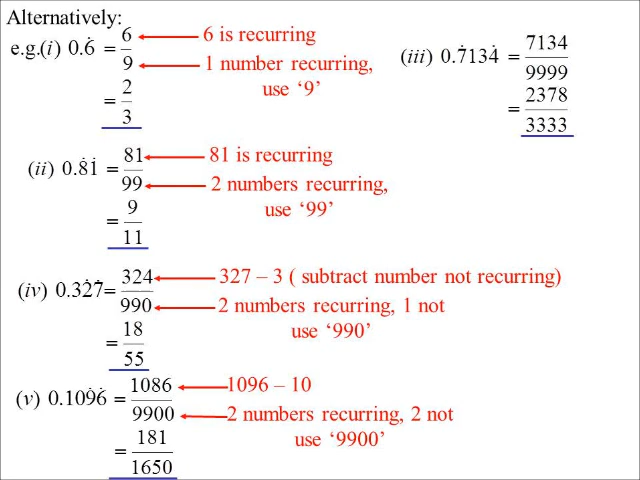 Alternatively:
e.g.(i) 0.6̇ = 6/9
6 is recurring
1 number recurring,
use ‘9’
= 2/3
(iii) 0.7̇134̇ = 7134/9999
= 2378/3333
(ii) 0.8̇1̇ = 81/99
81 is recurring
2 numbers recurring,
use ‘99’
= 9/11
(iv) 0.32̇7̇= 324/990
327 – 3 ( subtract number not recurring)
2 numbers recurring, 1 not
use ‘990’
= 18/55
(v) 0.109̇6̇ = 1086/9900
1096 – 10
2 numbers recurring, 2 not
use ‘9900’
= 181/1650